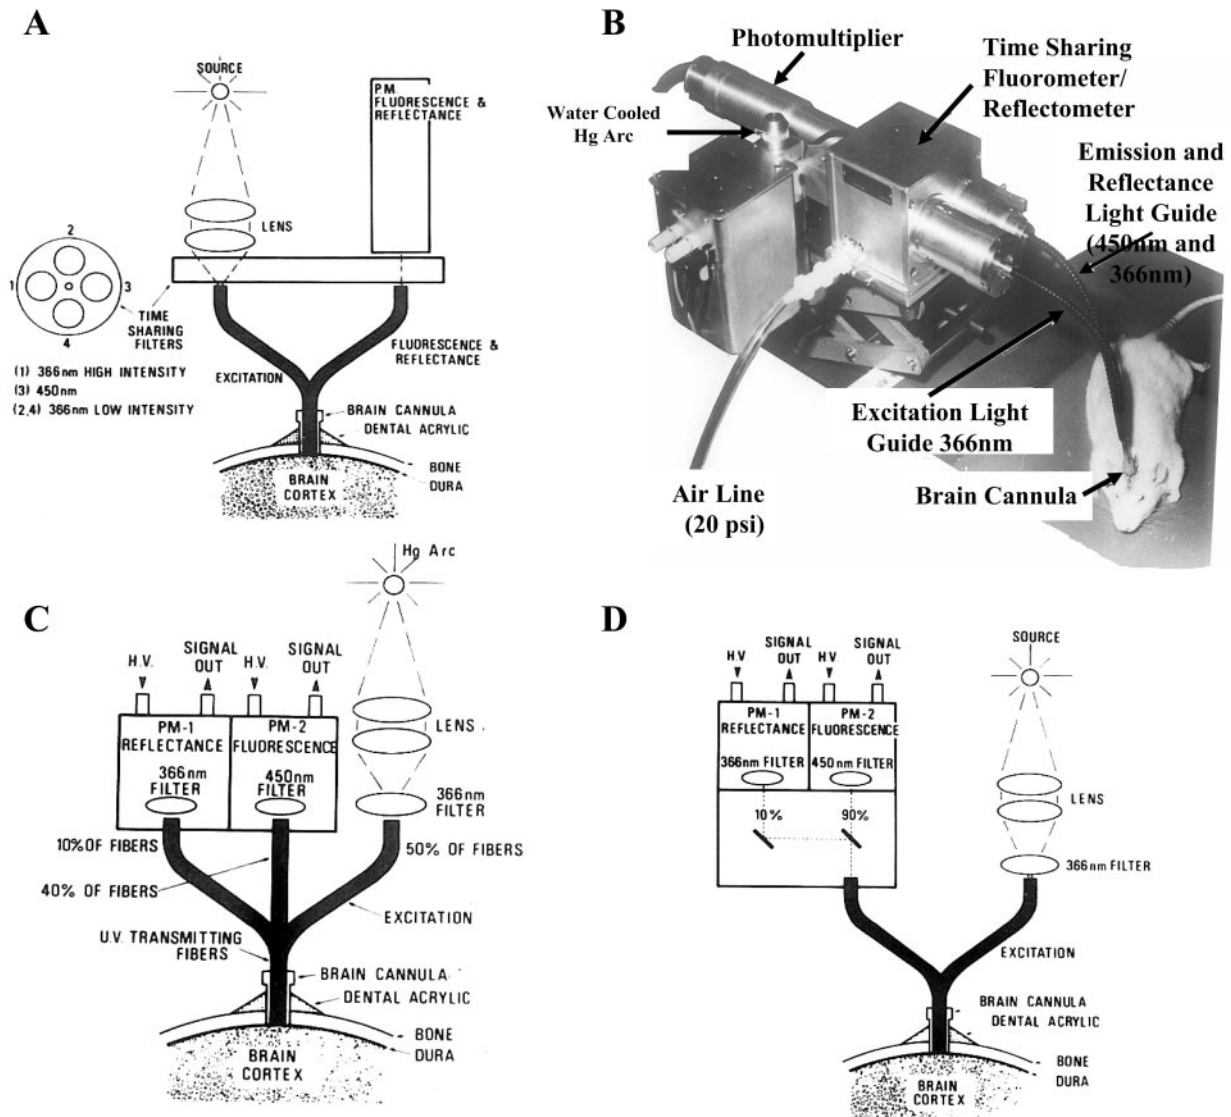 A
SOURCE
P.M.
FLUORESCENCE &
REFLECTANCE
LENS
2
1
3
4
TIME
SHARING
FILTERS
FLUORESCENCE &
REFLECTANCE
EXCITATION
(1) 366nm HIGH INTENSITY
(3) 450nm
(2,4) 366nm LOW INTENSITY
BRAIN CANNULA
DENTAL ACRYLIC
BONE
DURA
BRAIN
CORTEX
B
Photomultiplier
Time Sharing
Fluorometer/
Reflectometer
Water Cooled
Hg Arc
Emission and
Reflectance
Light Guide
(450nm and
366nm)
Excitation Light
Guide 366nm
Brain Cannula
Air Line
(20 psi)
C
Hg Arc
H.V.
SIGNAL
OUT
H.V.
SIGNAL
OUT
PM-1
REFLECTANCE
PM-2
FLUORESCENCE
366nm
FILTER
450nm
FILTER
LENS
366nm
FILTER
10% OF FIBERS
50% OF FIBERS
40% OF FIBERS
EXCITATION
U.V. TRANSMITTING
FIBERS
BRAIN CANNULA
DENTAL ACRYLIC
BONE
DURA
BRAIN
CORTEX
D
SOURCE
H.V
SIGNAL
OUT
H.V
SIGNAL
OUT
PM-1
REFLECTANCE
PM-2
FLUORESCENCE
366nm FILTER
450nm FILTER
10%
90%
LENS
366nm FILTER
EXCITATION
BRAIN CANNULA
DENTAL ACRYLIC
BONE
DURA
BRAIN
CORTEX